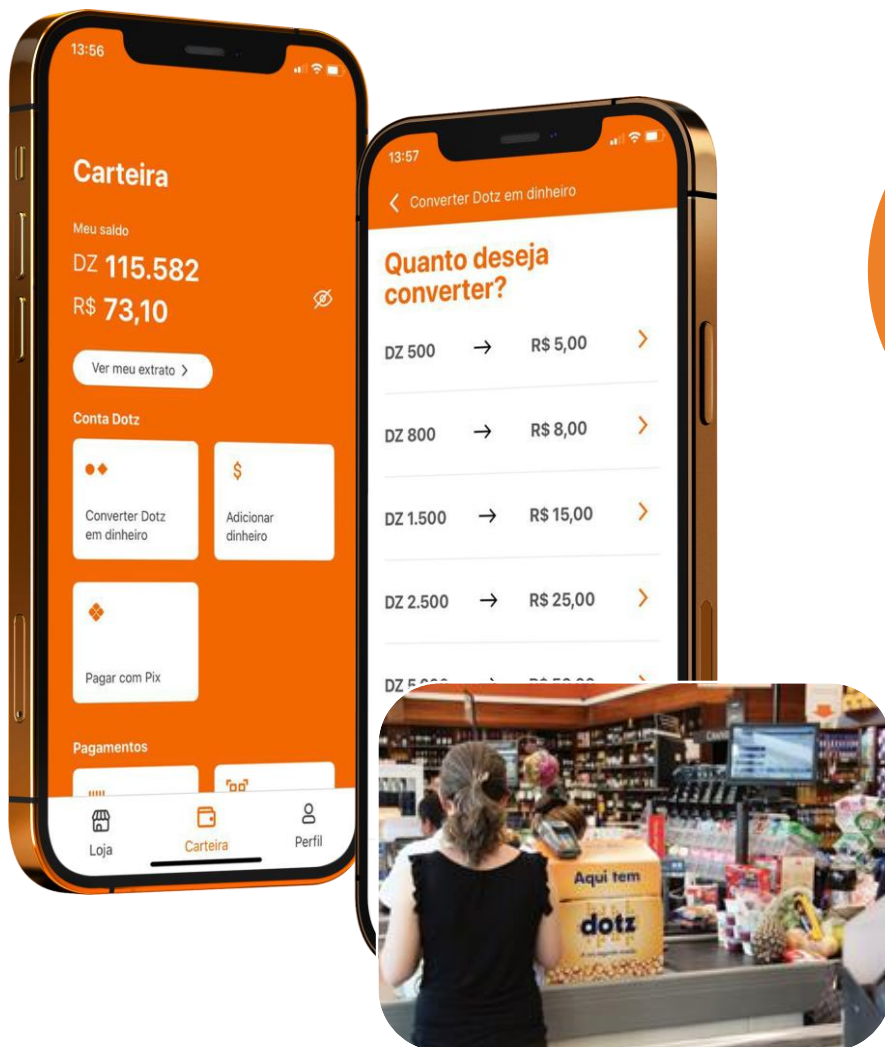 13:56
Carteira
Meu saldo
DZ 115.582
R$ 73,10
Ver meu extrato >
Conta Dotz
Converter Dotz
em dinheiro
$
Adicionar
dinheiro
Pagar com Pix
Pagamentos
Loja
Carteira
Perfil
13:57
Converter Dotz em dinheiro
Quanto deseja
converter?
DZ 500 → R$ 5,00
DZ 800 → R$ 8,00
DZ 1.500 → R$ 15,00
DZ 2.500 → R$ 25,00
Aqui tem
dotz